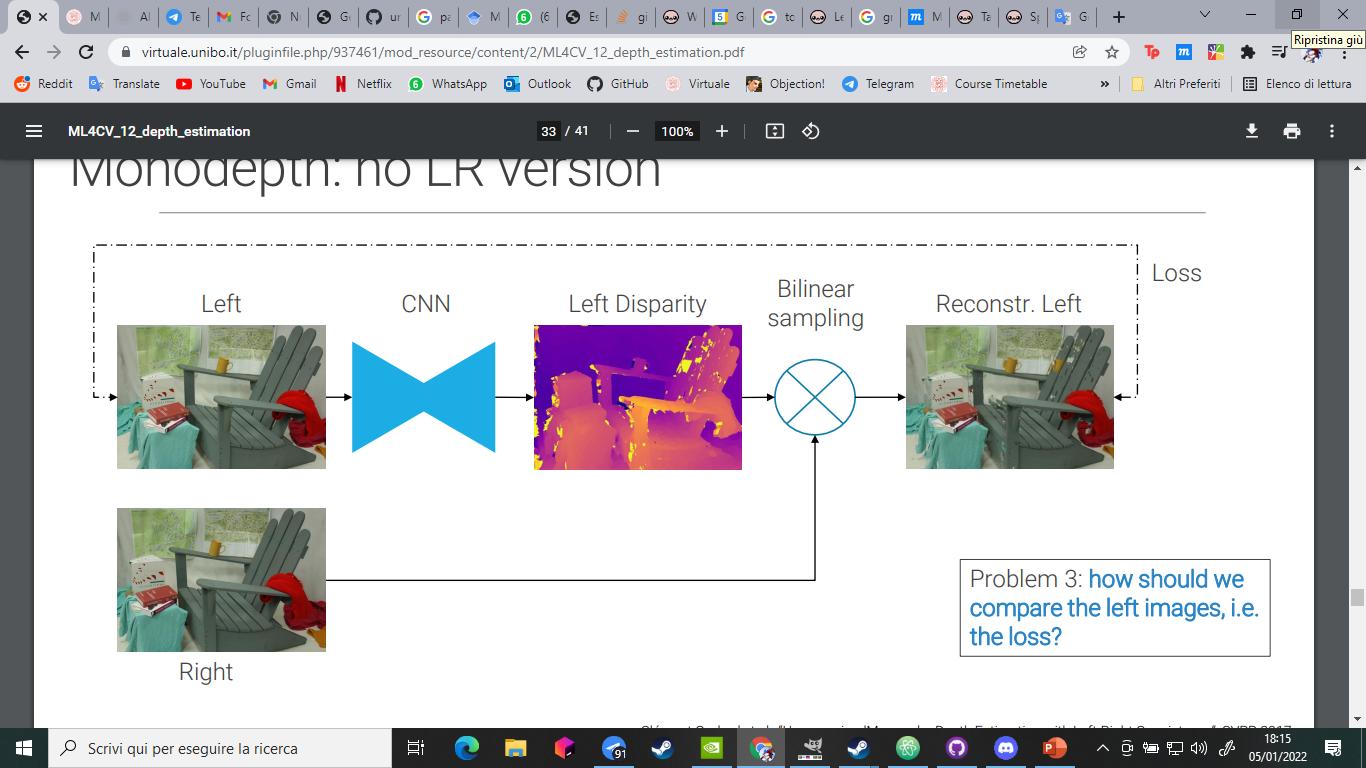 M
Al
Te
Fc
N
G
ur
pa
M
(6
Es
gi
W
G
tc
Le
gr
M
Ta
Sp
G
virtuale.unibo.it/pluginfile.php/937461/mod_resource/content/2/ML4CV_12_depth_estimation.pdf
Ripristina giù
Reddit Translate YouTube Gmail Netflix WhatsApp Outlook GitHub Virtuale Objection! Telegram Course Timetable » Altri Preferiti Elenco di lettura
ML4CV_12_depth_estimation 33 / 41 100%
Monodepth: no LR version
Loss
Left
CNN
Left Disparity
Bilinear
sampling
Reconstr. Left
Right
Problem 3: how should we
compare the left images, i.e.
the loss?
Scrivi qui per eseguire la ricerca
91
18:15
05/01/2022